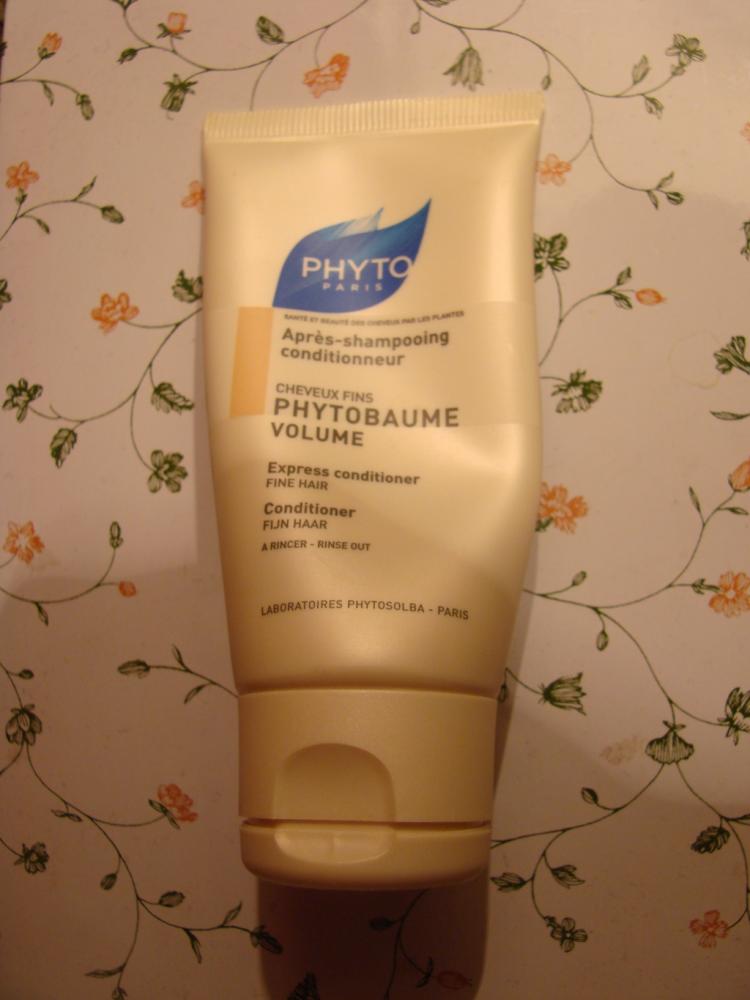 PHYTO
PARIS
SANTÉ ET BEAUTÉ DES CHEVEUX PAR LES PLANTES
Après-shampooing
conditionneur
CHEVEUX FINS
PHYTOBAUME
VOLUME
Express conditioner
FINE HAIR
Conditioner
FIJN HAAR
A RINCER - RINSE OUT
LABORATOIRES PHYTOSOLBA - PARIS